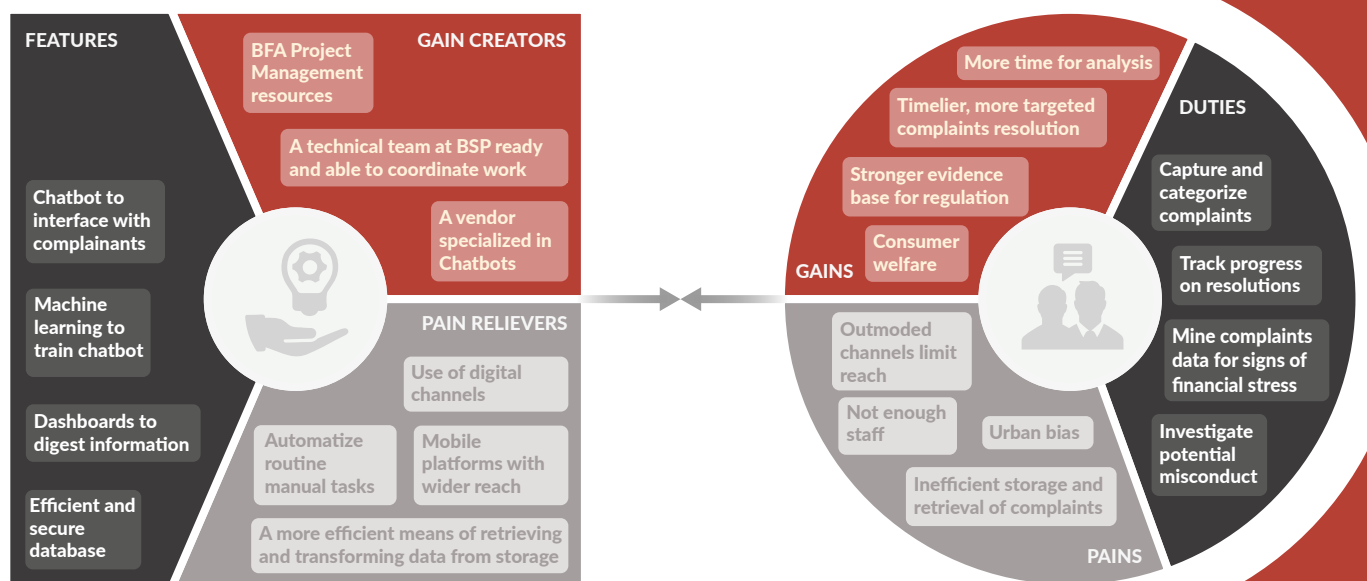 FEATURES
Chatbot to
interface with
complainants
Machine
learning to
train chatbot
Dashboards to
digest information
Efficient and
secure
database
GAIN CREATORS
BFA Project
Management
resources
A technical team at BSP ready
and able to coordinate work
A vendor
specialized in
Chatbots
PAIN RELIEVERS
Use of digital
channels
Automatize
routine
manual tasks
Mobile
platforms with
wider reach
A more efficient means of retrieving
and transforming data from storage
GAINS
More time for analysis
Timelier, more targeted
complaints resolution
Stronger evidence
base for regulation
Consumer
welfare
PAINS
Outmoded
channels limit
reach
Not enough
staff
Urban bias
Inefficient storage and
retrieval of complaints
DUTIES
Capture and
categorize
complaints
Track progress
on resolutions
Mine complaints
data for signs of
financial stress
Investigate
potential
misconduct